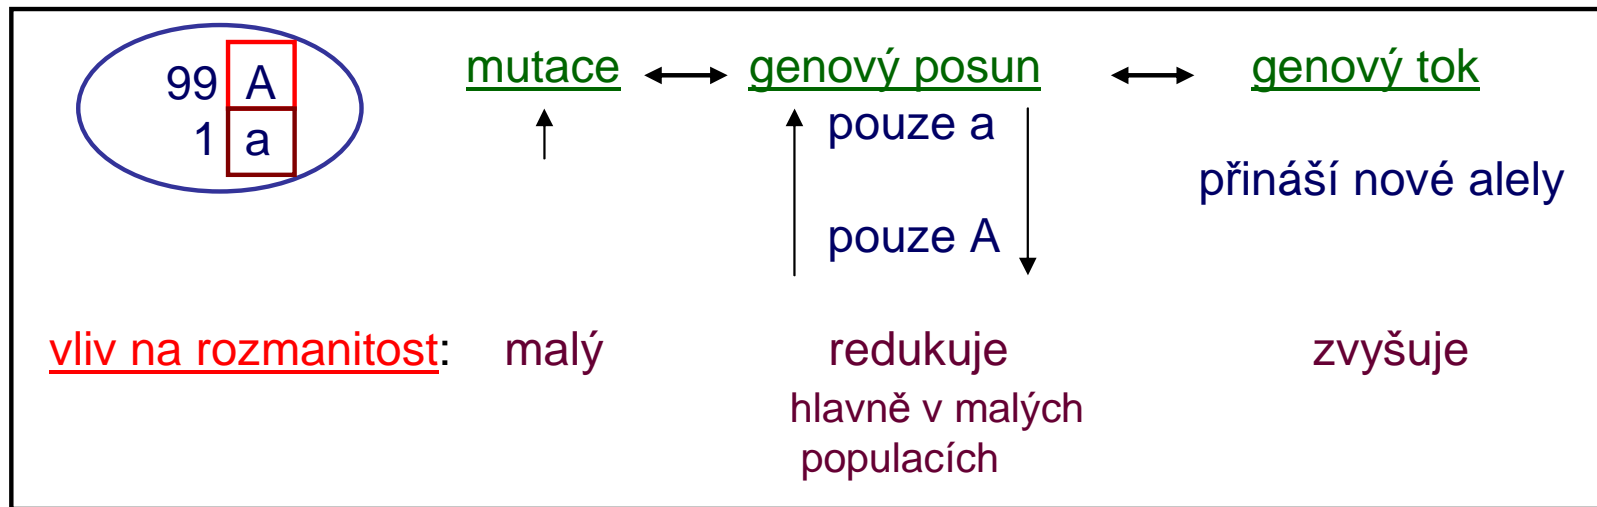 99 A
1 a
mutace genový posun genový tok
pouze a
přináší nové alely
pouze A
vliv na rozmanitost: malý redukuje zvyšuje
hlavně v malých
populacích